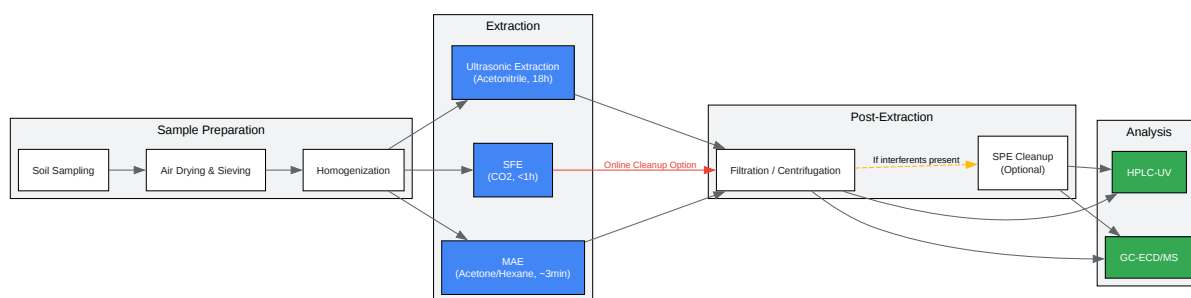 Sample Preparation
Soil Sampling
Air Drying & Sieving
Homogenization
Extraction
Ultrasonic Extraction
(Acetonitrile, 18h)
SFE
(CO2, <1h)
MAE
(Acetone/Hexane, ~3min)
Online Cleanup Option
Post-Extraction
Filtration / Centrifugation
If interferents present
SPE Cleanup
(Optional)
Analysis
HPLC-UV
GC-ECD/MS